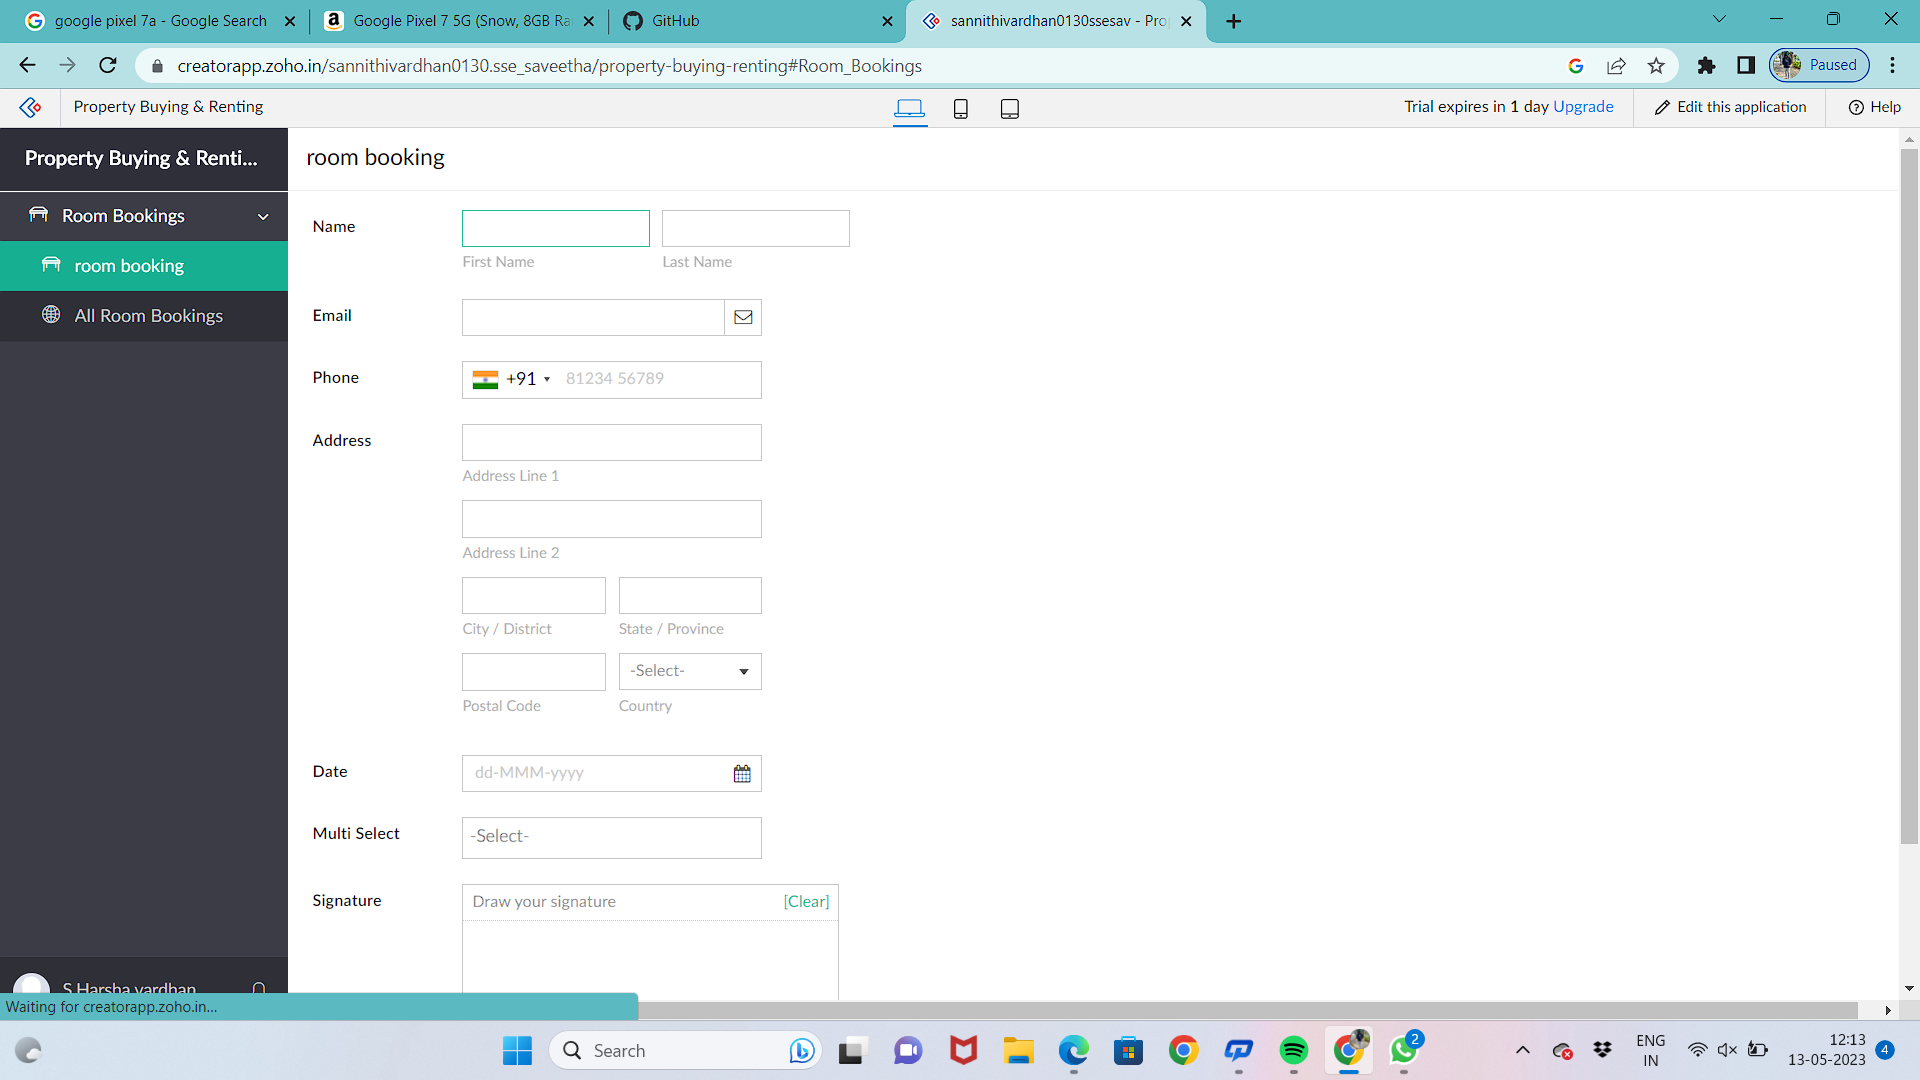 google pixel 7a - Google Search
Google Pixel 7 5G (Snow, 8GB Ra
GitHub
sannithivardhan0130ssesav - Pro
creatorapp.zoho.in/sannithivardhan0130.sse_saveetha/property-buying-renting#Room_Bookings
Paused
Property Buying & Renting
Trial expires in 1 day Upgrade
Edit this application
Help
Property Buying & Renti...
room booking
Room Bookings
room booking
All Room Bookings
Name
First Name
Last Name
Email
Phone
+91
81234 56789
Address
Address Line 1
Address Line 2
City / District
State / Province
-Select-
Postal Code
Country
Date
dd-MMM-yyyy
Multi Select
-Select-
Signature
Draw your signature
[Clear]
S Harsha vardhan
Waiting for creatorapp.zoho.in...
Search
2
ENG
IN
12:13
13-05-2023
4